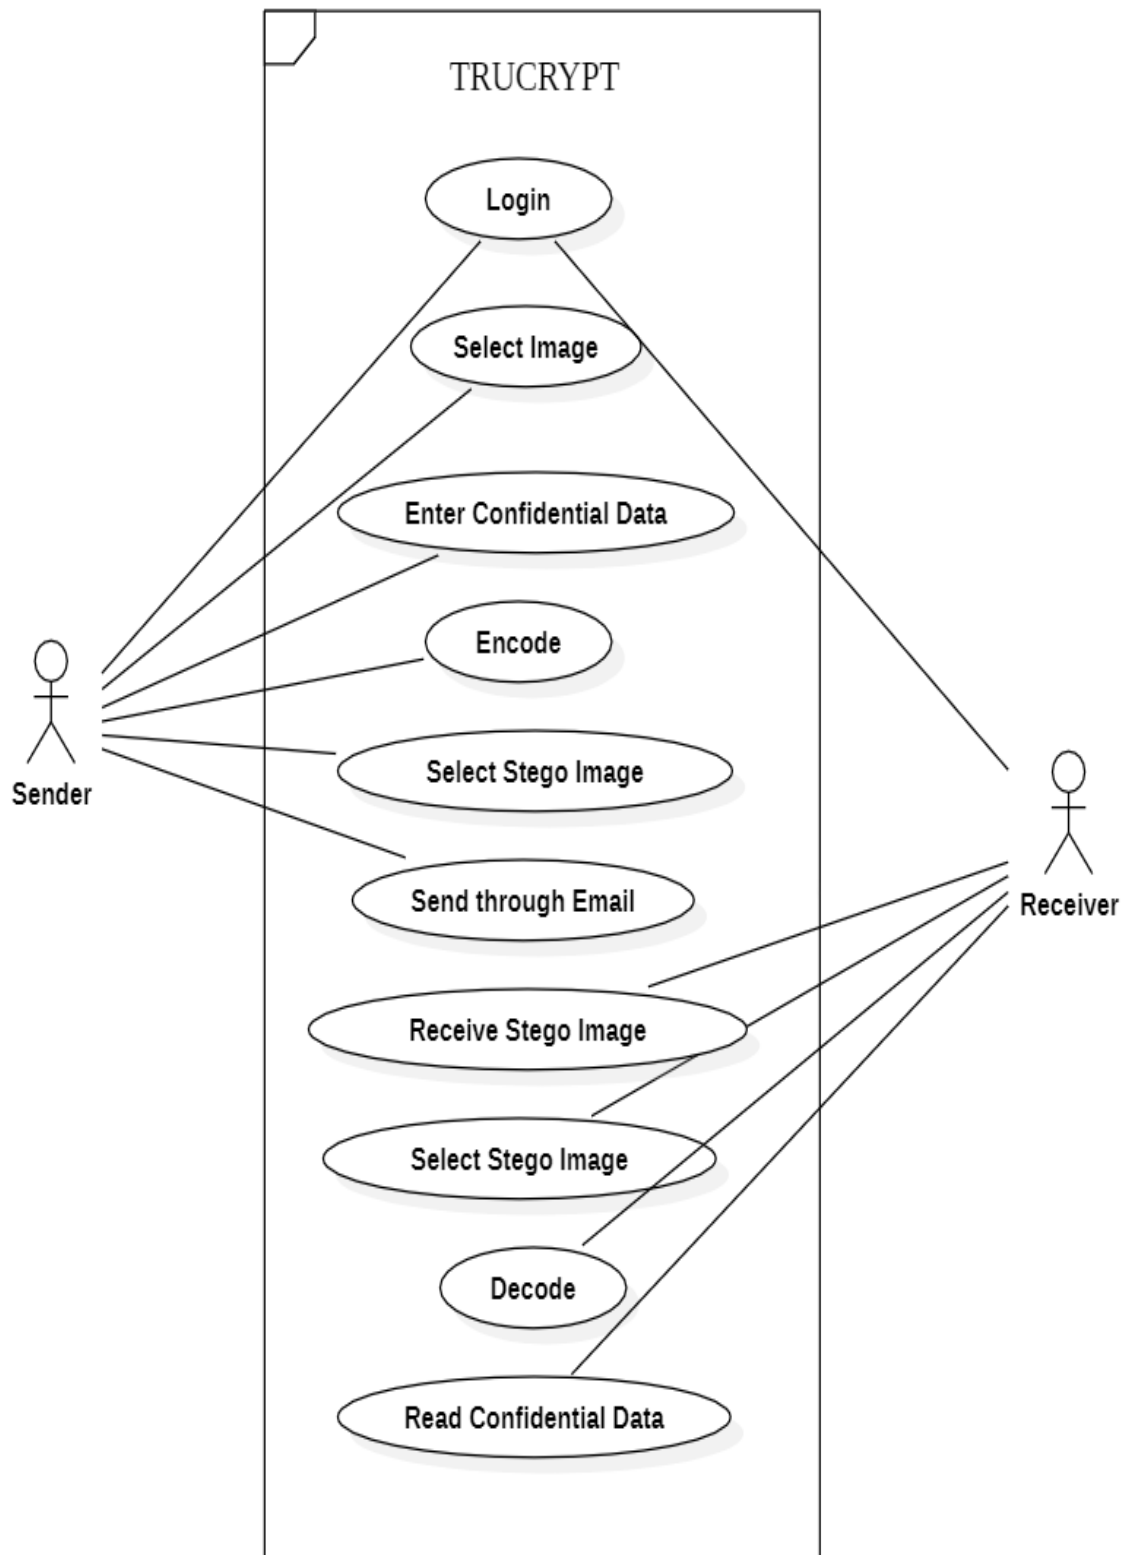 TRUCRYPT
Login
Select Image
Enter Confidential Data
Encode
Select Stego Image
Sender
Send through Email
Receiver
Receive Stego Image
Select Stego Image
Decode
Read Confidential Data